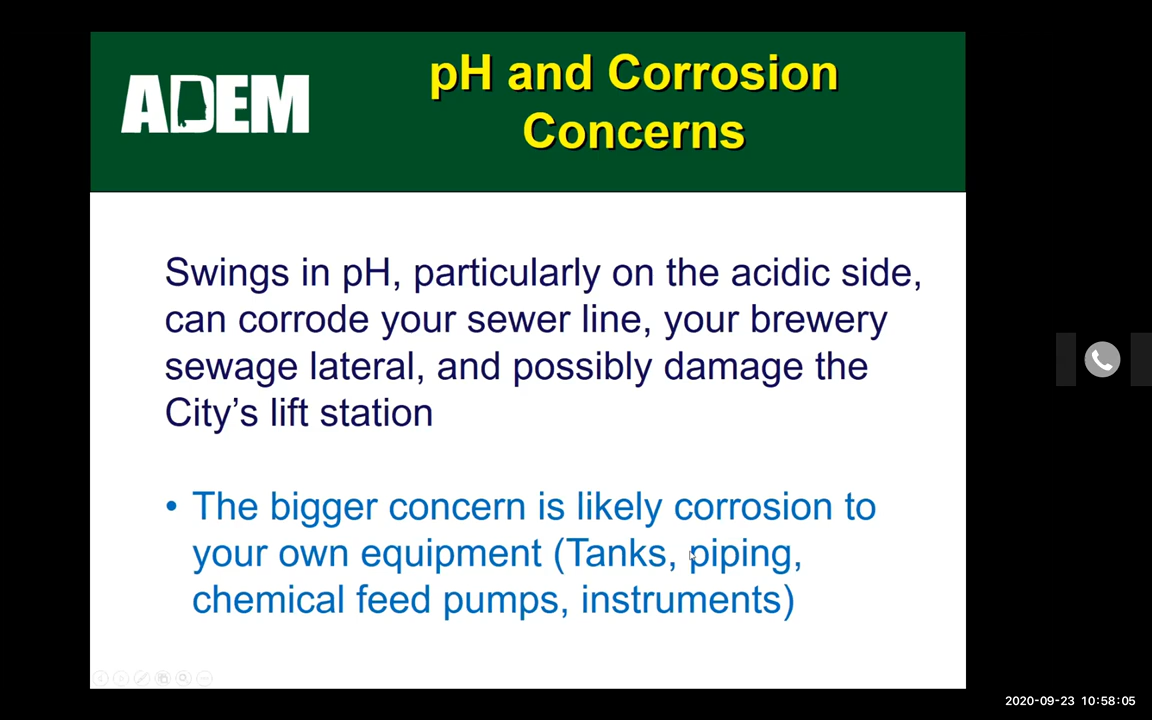 ADEM
pH and Corrosion
Concerns
Swings in pH, particularly on the acidic side,
can corrode your sewer line, your brewery
sewage lateral, and possibly damage the
City’s lift station
• The bigger concern is likely corrosion to
your own equipment (Tanks, piping,
chemical feed pumps, instruments)
2020-09-23 10:58:05